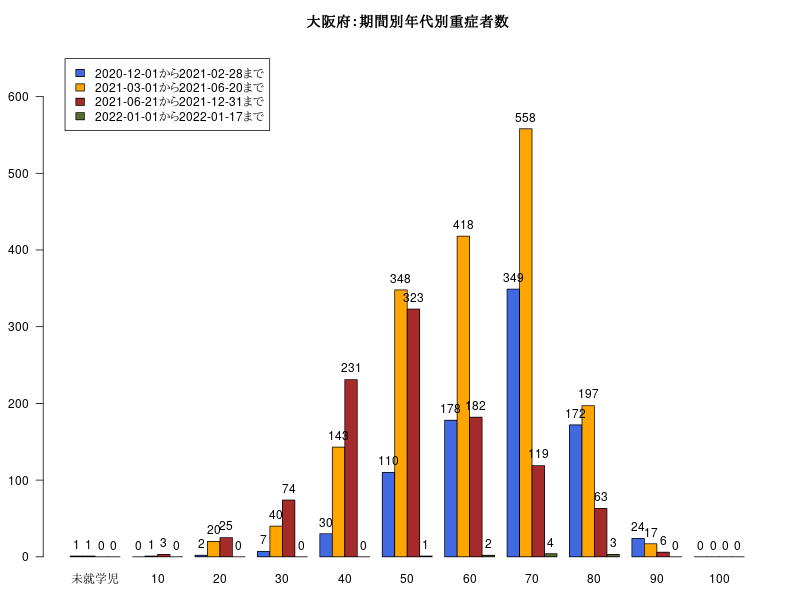 大阪府:期間別年代別重症者数
2020-12-01から2021-02-28まで
2021-03-01から2021-06-20まで
2021-06-21から2021-12-31まで
2022-01-01から2022-01-17まで
600
500
400
300
200
100
0
1 1 0 0
0 1 3 0
2 20 25 0
7 40 74 0
30 143 231 0
110 348 323 1
178 418 182 2
349 558 119 4
172 197 63 3
24 17 6 0
0 0 0 0
未就学児 10 20 30 40 50 60 70 80 90 100